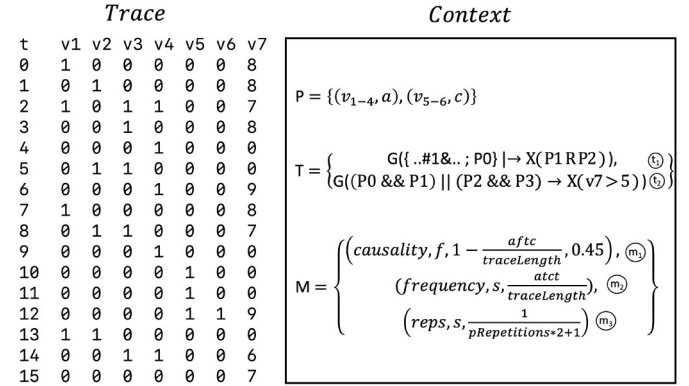 Trace
Context
t v1 v2 v3 v4 v5 v6 v7
0 1 0 0 0 0 0 8
1 0 1 0 0 0 0 8
2 1 0 1 1 0 0 7
3 0 0 1 0 0 0 8
4 0 0 0 1 0 0 0
5 0 1 1 0 0 0 0
6 0 0 0 1 0 0 9
7 1 0 0 0 0 0 8
8 0 1 1 0 0 0 7
9 0 0 0 1 0 0 0
10 0 0 0 0 1 0 0
11 0 0 0 0 1 0 0
12 0 0 0 0 1 1 9
13 1 1 0 0 0 0 0
14 0 0 1 1 0 0 6
15 0 0 0 0 0 0 7
P = {(v₁₋₄, a), (v₅₋₆, c)}
T = { G({ ..#1&.. ; P0} |→ X( P1 R P2 )), t₁
G((P0 && P1) || (P2 && P3) → X(v7 > 5) ) t₂ }
M = { (causality, f, 1 − aftc/traceLength, 0.45), m₁
(frequency, s, atct/traceLength), m₂
(reps, s, 1/pRepetitions*2+1) m₃ }